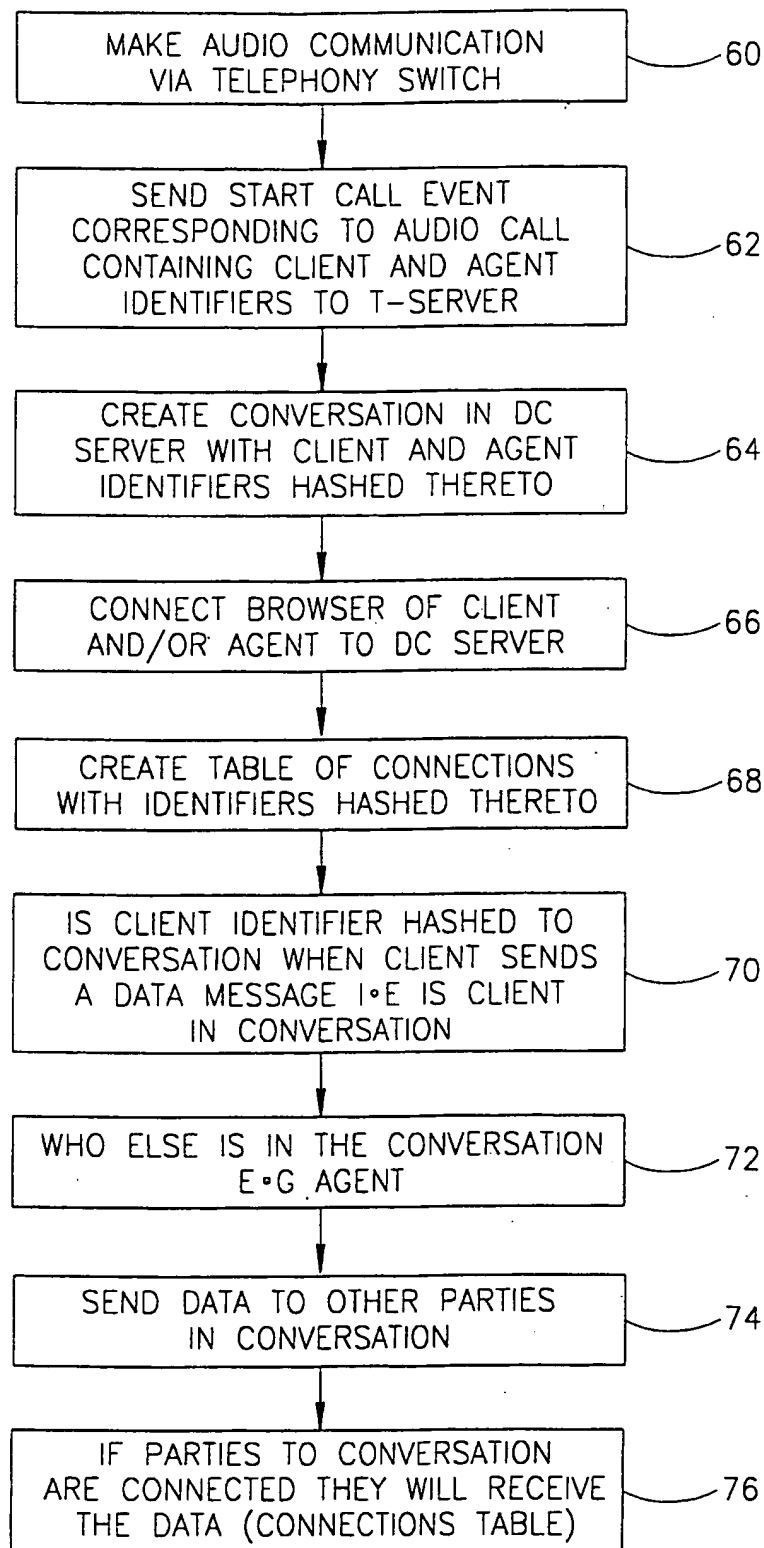 MAKE AUDIO COMMUNICATION
VIA TELEPHONY SWITCH
60
SEND START CALL EVENT
CORRESPONDING TO AUDIO CALL
CONTAINING CLIENT AND AGENT
IDENTIFIERS TO T-SERVER
62
CREATE CONVERSATION IN DC
SERVER WITH CLIENT AND AGENT
IDENTIFIERS HASHED THERETO
64
CONNECT BROWSER OF CLIENT
AND/OR AGENT TO DC SERVER
66
CREATE TABLE OF CONNECTIONS
WITH IDENTIFIERS HASHED THERETO
68
IS CLIENT IDENTIFIER HASHED TO
CONVERSATION WHEN CLIENT SENDS
A DATA MESSAGE I∘E IS CLIENT
IN CONVERSATION
70
WHO ELSE IS IN THE CONVERSATION
E∘G AGENT
72
SEND DATA TO OTHER PARTIES
IN CONVERSATION
74
IF PARTIES TO CONVERSATION
ARE CONNECTED THEY WILL RECEIVE
THE DATA (CONNECTIONS TABLE)
76